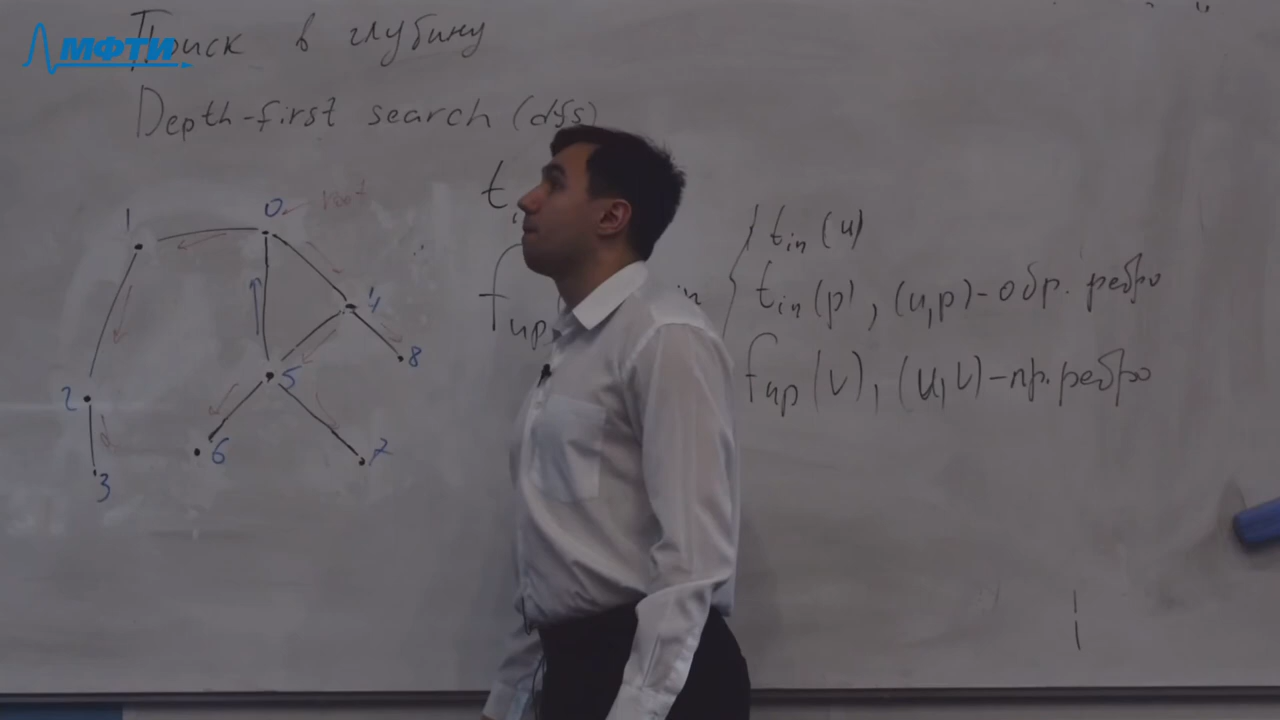 МФТИ
Поиск в глубину
Depth-first search (dfs)
t
f up
in
t in (u)
t in (p), (u,p) - обр. ребро
f up (v), (u,v) - пр. ребро
root
0
1
4
8
5
2
6
7
3